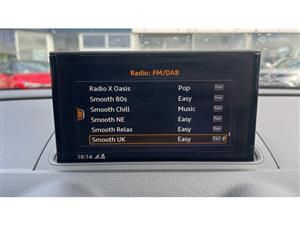 Radio: FM/DAB
Radio X Oasis Pop
Smooth 80s Easy
Smooth Chill Music
Smooth NE Easy
Smooth Relax Easy
Smooth UK Easy
16:14